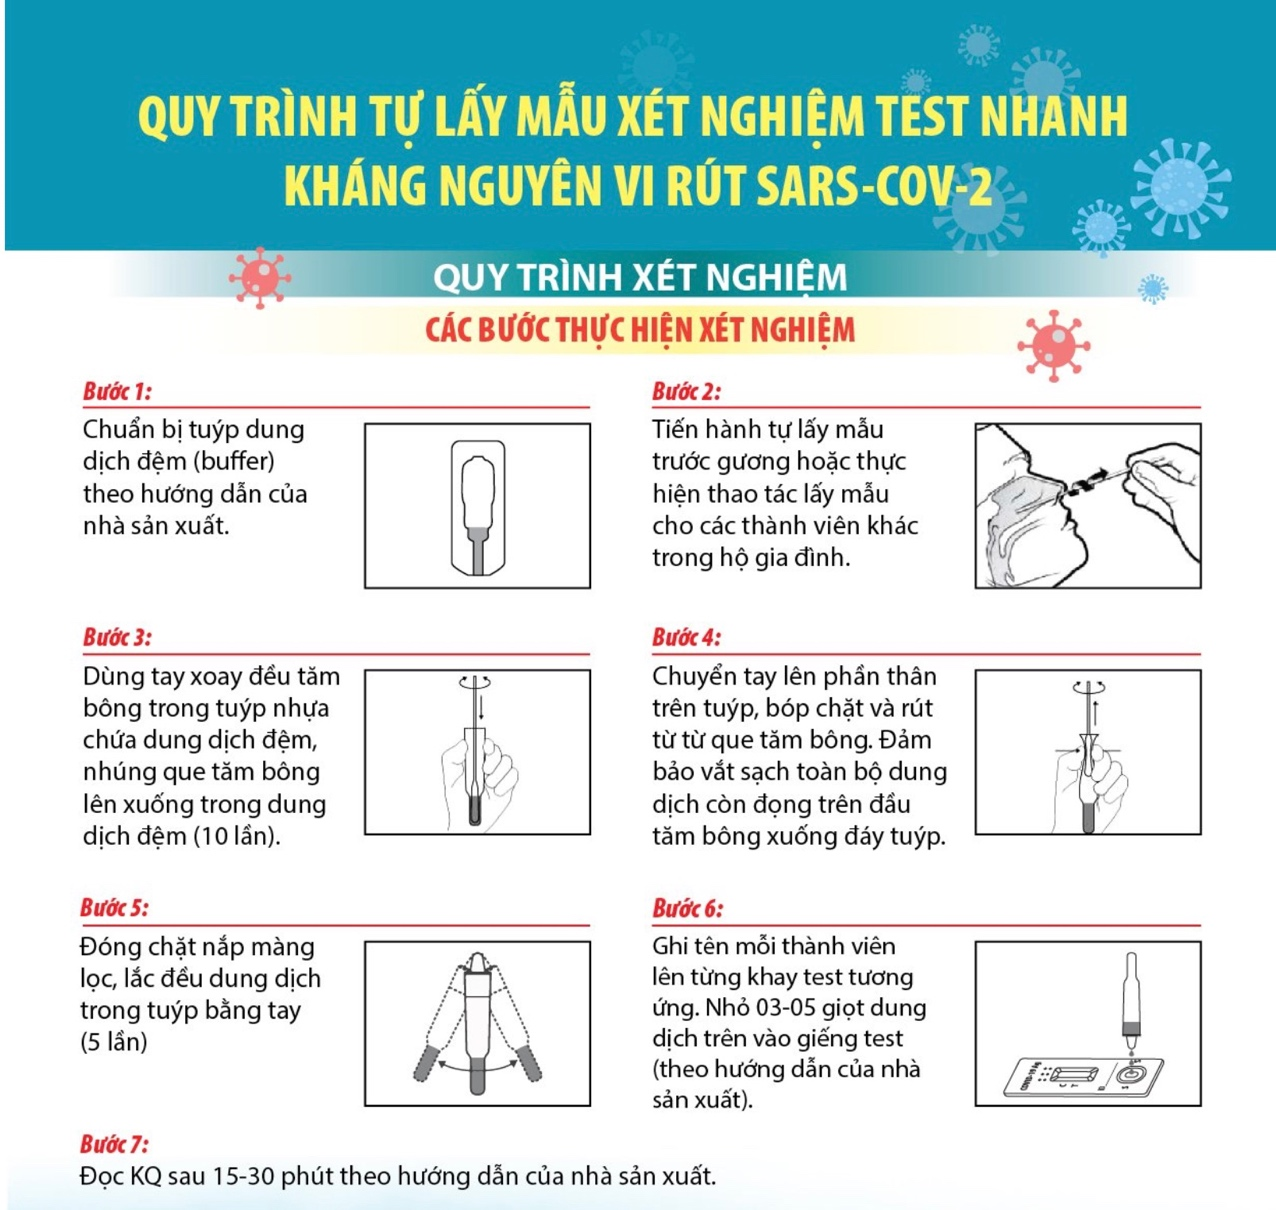 QUY TRÌNH TỰ LẤY MẪU XÉT NGHIỆM TEST NHANH
KHÁNG NGUYÊN VI RÚT SARS-COV-2
QUY TRÌNH XÉT NGHIỆM
CÁC BƯỚC THỰC HIỆN XÉT NGHIỆM
Bước 1:
Chuẩn bị tuýp dung
dịch đệm (buffer)
theo hướng dẫn của
nhà sản xuất.
Bước 2:
Tiến hành tự lấy mẫu
trước gương hoặc thực
hiện thao tác lấy mẫu
cho các thành viên khác
trong hộ gia đình.
Bước 3:
Dùng tay xoay đều tăm
bông trong tuýp nhựa
chứa dung dịch đệm,
nhúng que tăm bông
lên xuống trong dung
dịch đệm (10 lần).
Bước 4:
Chuyển tay lên phần thân
trên tuýp, bóp chặt và rút
từ từ que tăm bông. Đảm
bảo vắt sạch toàn bộ dung
dịch còn đọng trên đầu
tăm bông xuống đáy tuýp.
Bước 5:
Đóng chặt nắp màng
lọc, lắc đều dung dịch
trong tuýp bằng tay
(5 lần)
Bước 6:
Ghi tên mỗi thành viên
lên từng khay test tương
ứng. Nhỏ 03-05 giọt dung
dịch trên vào giếng test
(theo hướng dẫn của nhà
sản xuất).
COVID-19 Ag
C T
S
Bước 7:
Đọc KQ sau 15-30 phút theo hướng dẫn của nhà sản xuất.